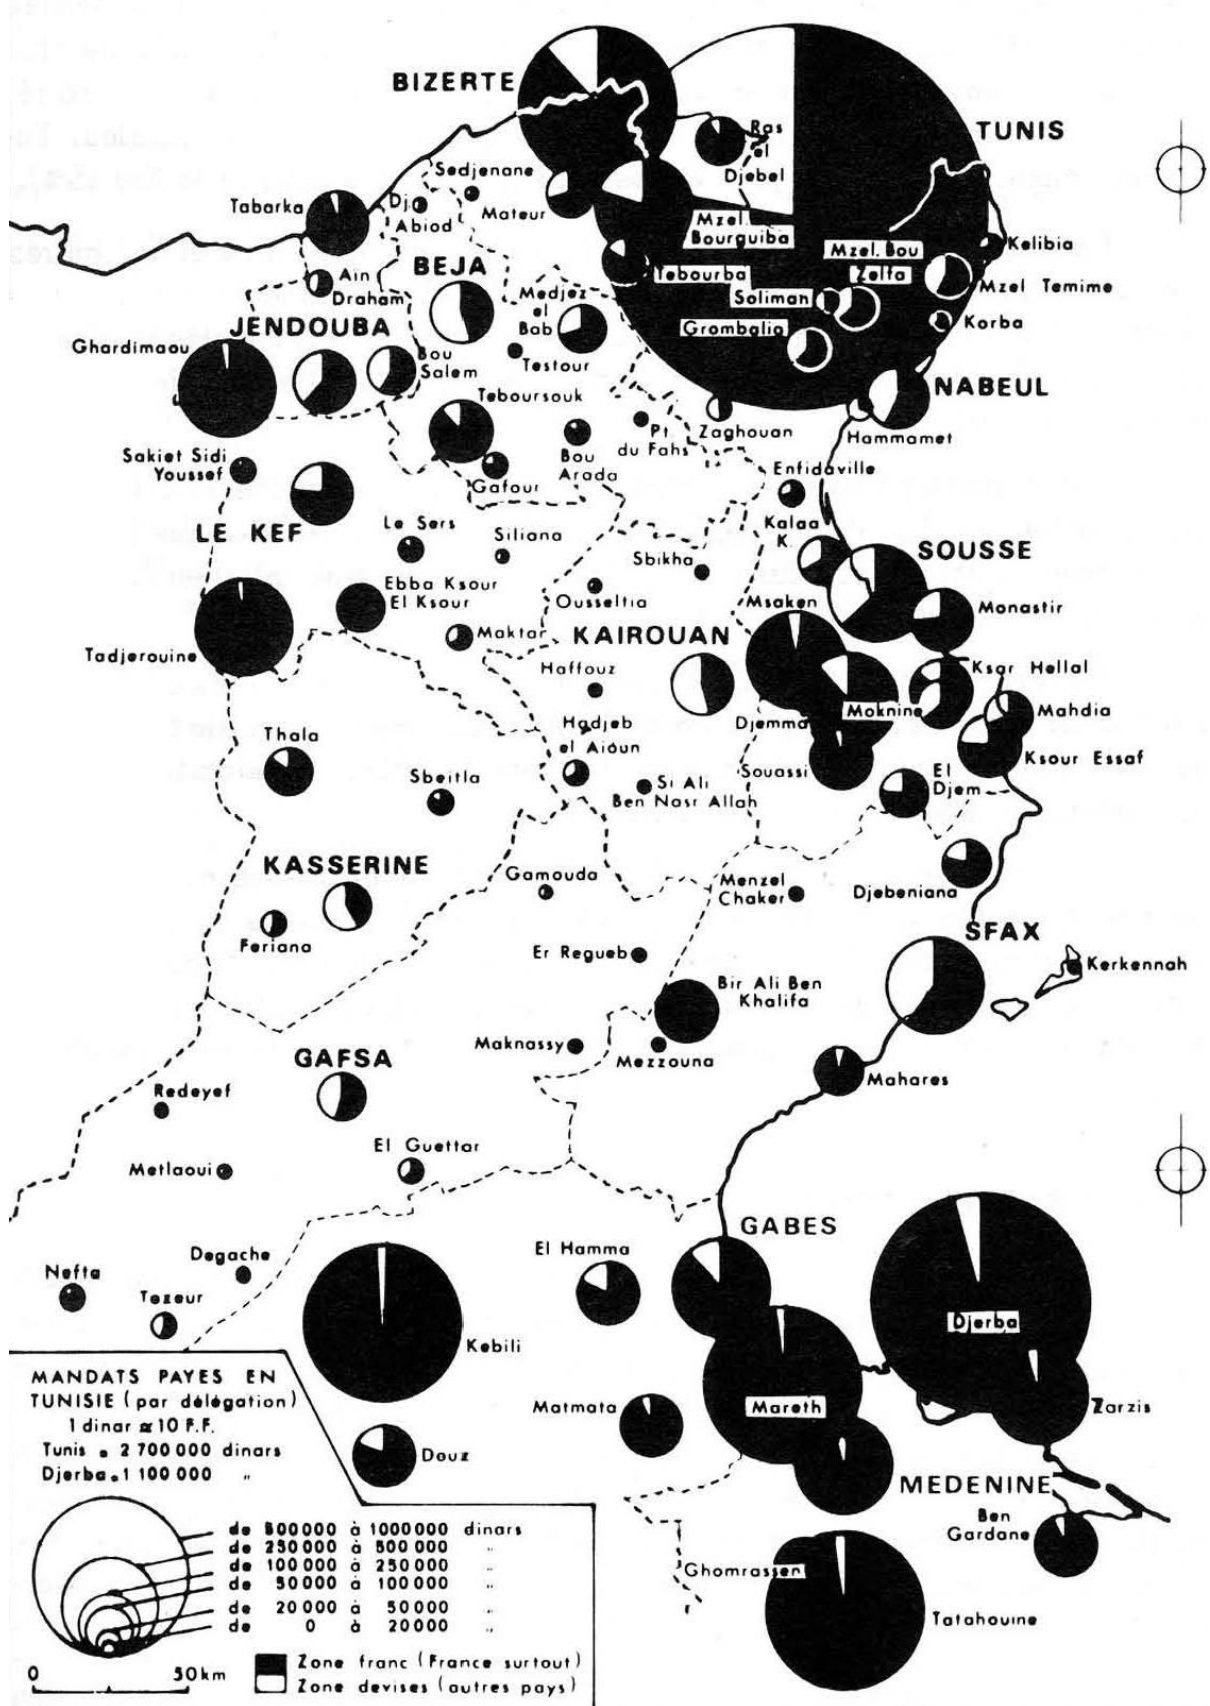 BIZERTE
TUNIS
Ras
el
Djebel
Sedjenane
Tabarka
Dj.
Abiod
Mateur
Mzel.
Bourguiba
Mzel. Bou
Zelfa
Kelibia
BEJA
Tebourba
Aïn
Draham
Medjez
el
Bab
Soliman
Mzel Temime
JENDOUBA
Grombalia
Korba
Ghardimaou
Bou
Salem
Testour
NABEUL
Teboursouk
Zaghouan
Hammamet
Pt.
du Fahs
Sakiet Sidi
Youssef
Bou
Arada
Gafour
Enfidaville
LE KEF
Le Sers
Siliana
Kalaa
K.
SOUSSE
Sbikha
Ebba Ksour
El Ksour
Ousseltia
Msaken
Monastir
Maktar
KAIROUAN
Tadjerouine
Haffouz
Ksar Hellal
Moknine
Mahdia
Djemma
Hadjeb
el Aïoun
Thala
Souassi
Ksour Essaf
Sbeitla
Si Ali
Ben Nasr Allah
El
Djem
KASSERINE
Gamouda
Menzel
Chaker
Djebeniana
Feriana
SFAX
Er Regueb
Kerkennah
Bir Ali Ben
Khalifa
GAFSA
Maknassy
Mezzouna
Mahares
Redeyef
El Guettar
Metlaoui
GABES
Degache
El Hamma
Nefta
Tozeur
Djerba
Kebili
Matmata
Mareth
Zarzis
Douz
MEDENINE
Ben
Gardane
Ghomrassen
Tatahouine
MANDATS PAYES EN
TUNISIE (par délégation)
1 dinar ≃ 10 F.F.
Tunis = 2 700 000 dinars
Djerba = 1 100 000 "
de 500000 à 1000000 dinars
de 250000 à 500000 "
de 100000 à 250000 "
de 50000 à 100000 "
de 20000 à 50000 "
de 0 à 20000 "
0 50 km
Zone franc (France surtout)
Zone devises (autres pays)